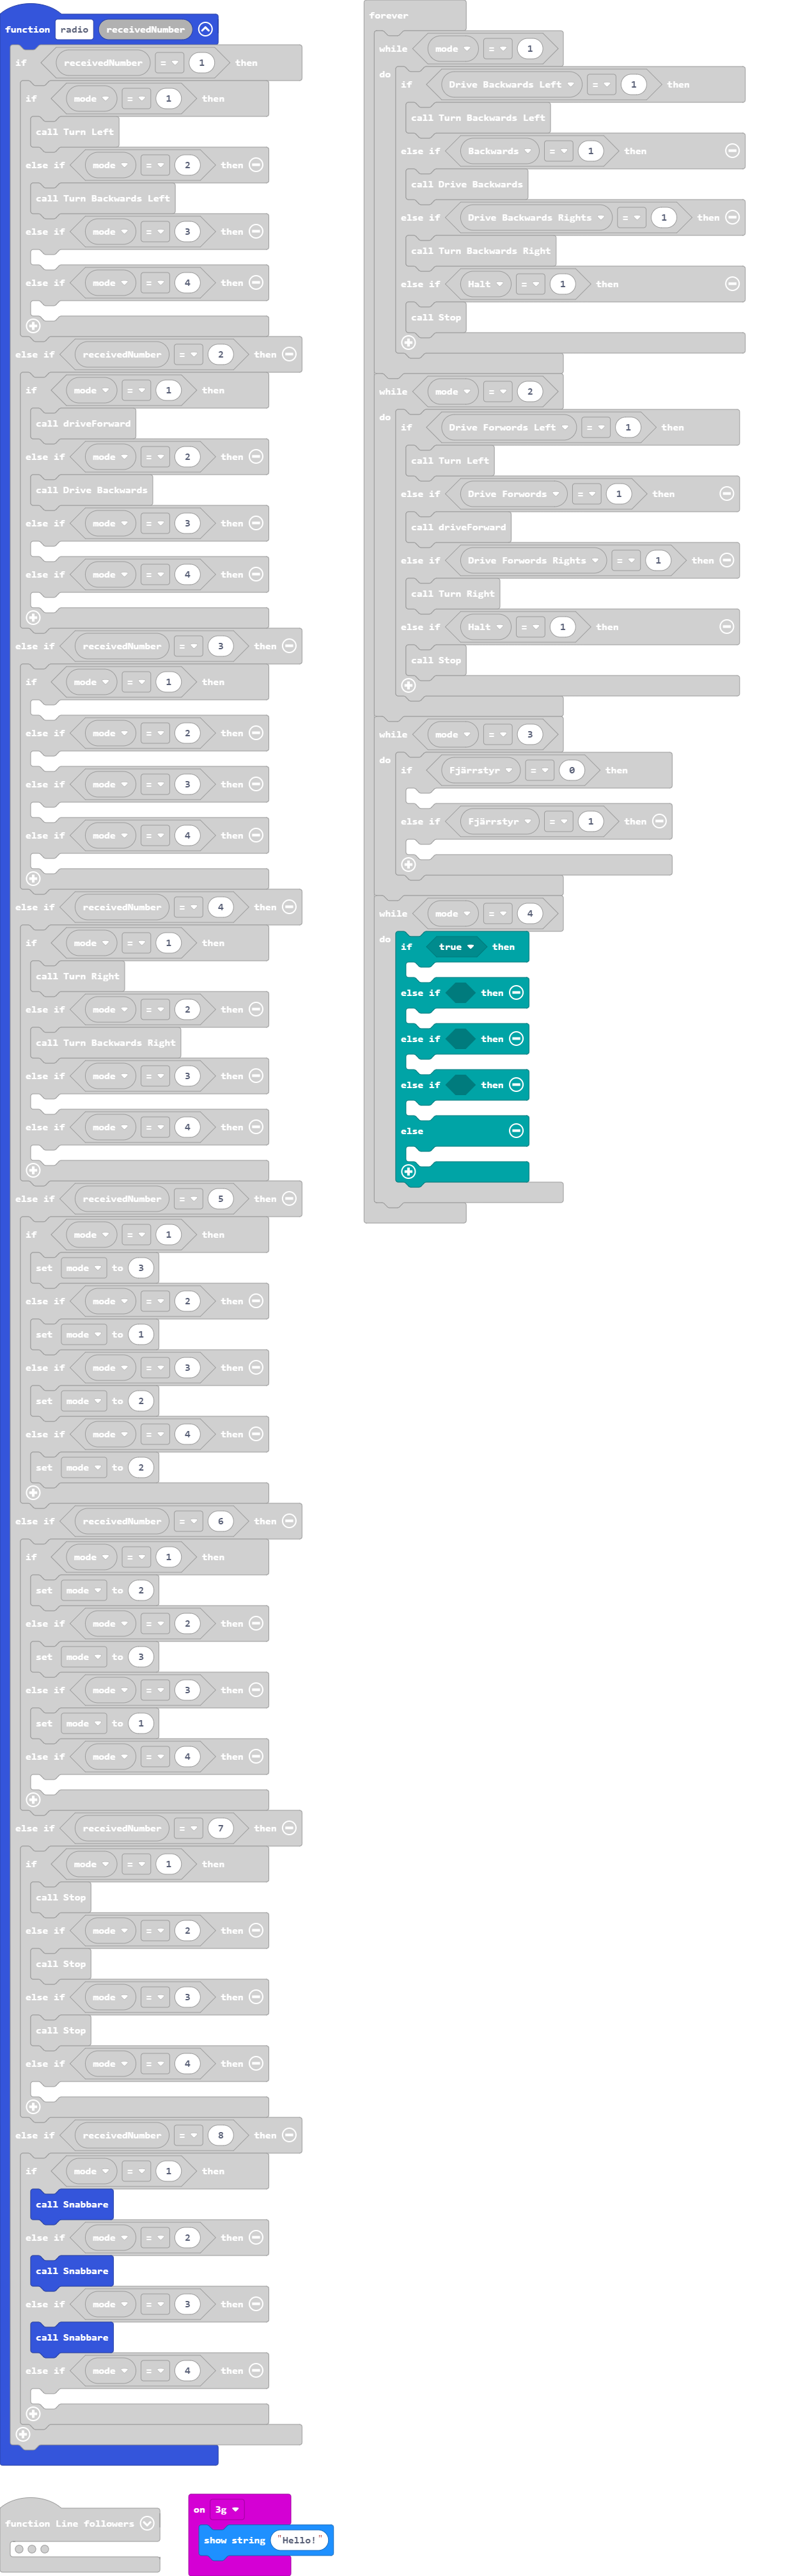 function radio receivedNumber
if receivedNumber = 1 then
if mode = 1 then
call Turn Left
else if mode = 2 then
call Turn Backwards Left
else if mode = 3 then
else if mode = 4 then
else if receivedNumber = 2 then
if mode = 1 then
call driveForward
else if mode = 2 then
call Drive Backwards
else if mode = 3 then
else if mode = 4 then
else if receivedNumber = 3 then
if mode = 1 then
else if mode = 2 then
else if mode = 3 then
else if mode = 4 then
else if receivedNumber = 4 then
if mode = 1 then
call Turn Right
else if mode = 2 then
call Turn Backwards Right
else if mode = 3 then
else if mode = 4 then
else if receivedNumber = 5 then
if mode = 1 then
set mode to 3
else if mode = 2 then
set mode to 1
else if mode = 3 then
set mode to 2
else if mode = 4 then
set mode to 2
else if receivedNumber = 6 then
if mode = 1 then
set mode to 2
else if mode = 2 then
set mode to 3
else if mode = 3 then
set mode to 1
else if mode = 4 then
else if receivedNumber = 7 then
if mode = 1 then
call Stop
else if mode = 2 then
call Stop
else if mode = 3 then
call Stop
else if mode = 4 then
else if receivedNumber = 8 then
if mode = 1 then
call Snabbare
else if mode = 2 then
call Snabbare
else if mode = 3 then
call Snabbare
else if mode = 4 then
function Line followers
on 3g
show string "Hello!"
forever
while mode = 1
do
if Drive Backwards Left = 1 then
call Turn Backwards Left
else if Backwards = 1 then
call Drive Backwards
else if Drive Backwards Rights = 1 then
call Turn Backwards Right
else if Halt = 1 then
call Stop
while mode = 2
do
if Drive Forwords Left = 1 then
call Turn Left
else if Drive Forwords = 1 then
call driveForward
else if Drive Forwords Rights = 1 then
call Turn Right
else if Halt = 1 then
call Stop
while mode = 3
do
if Fjärrstyr = 0 then
else if Fjärrstyr = 1 then
while mode = 4
do
if true then
else if then
else if then
else if then
else